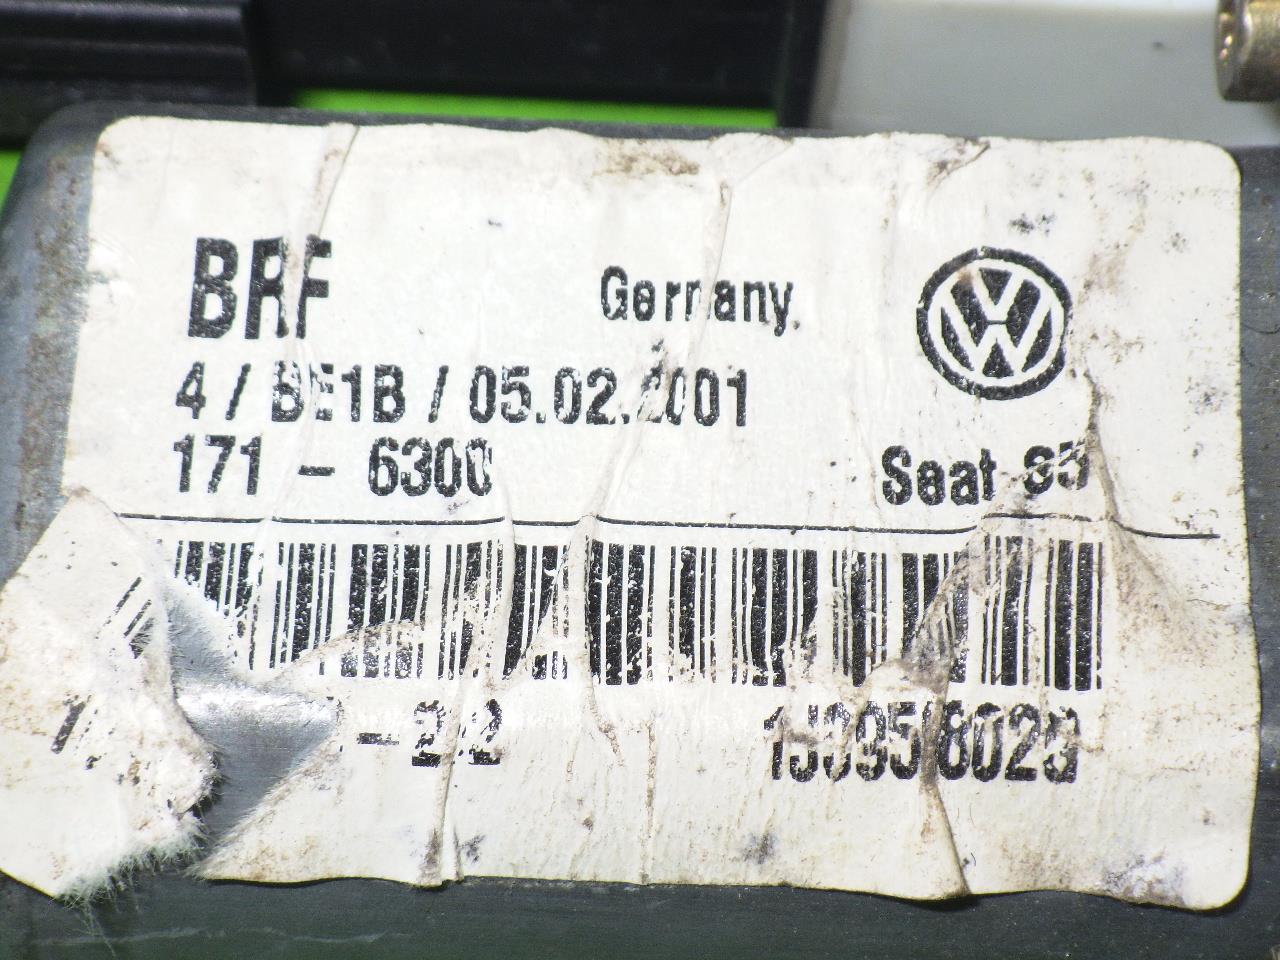 BRF
Germany
4 / BE1B / 05.02.2001
171 - 6300
Seat